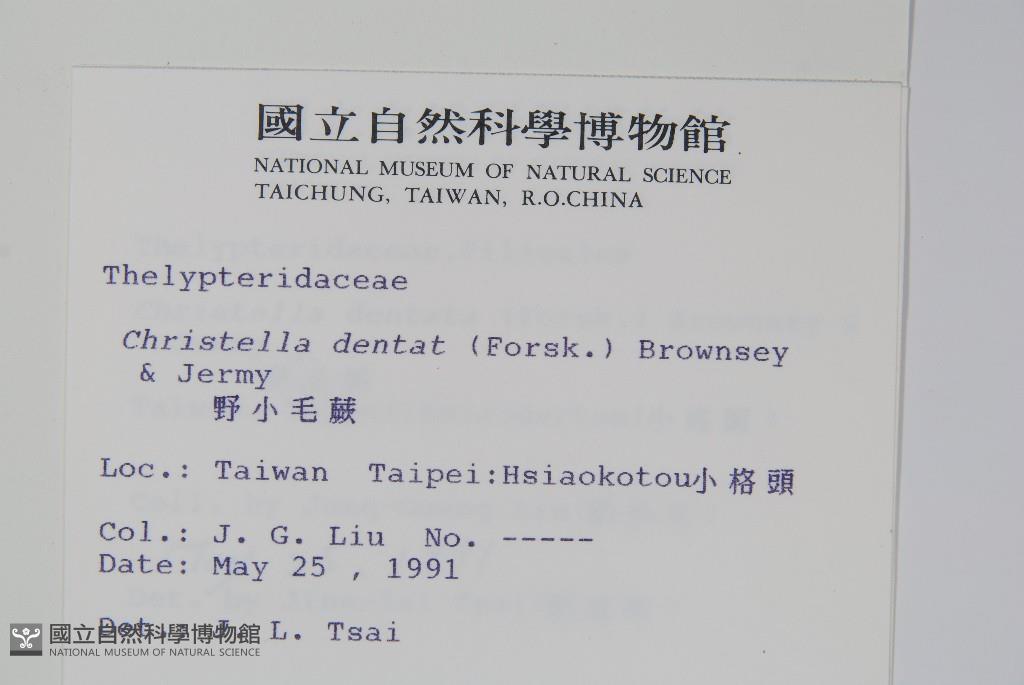 國立自然科學博物館
NATIONAL MUSEUM OF NATURAL SCIENCE
TAICHUNG, TAIWAN, R.O.CHINA
Thelypteridaceae
Christella dentat (Forsk.) Brownsey
& Jermy
野小毛蕨
Loc.: Taiwan Taipei:Hsiaokotou小格頭
Col.: J. G. Liu No. -----
Date: May 25 , 1991
Det.: J. L. Tsai
國立自然科學博物館
NATIONAL MUSEUM OF NATURAL SCIENCE